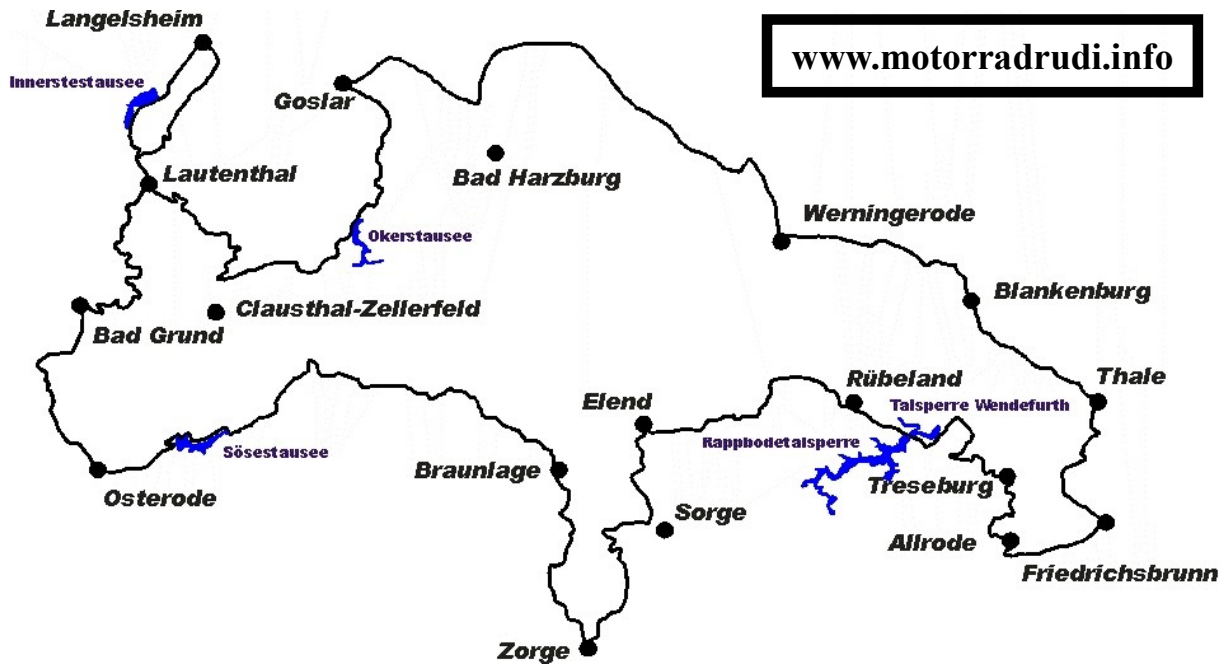 Langelsheim
www.motorradrudi.info
Innerstestausee
Goslar
Lautenthal
Bad Harzburg
Werningerode
Okerstausee
Blankenburg
Clausthal-Zellerfeld
Bad Grund
Rübeland
Thale
Elend
Talsperre Wendefurth
Rappbodetalsperre
Sösestausee
Braunlage
Treseburg
Osterode
Sorge
Allrode
Friedrichsbrunn
Zorge